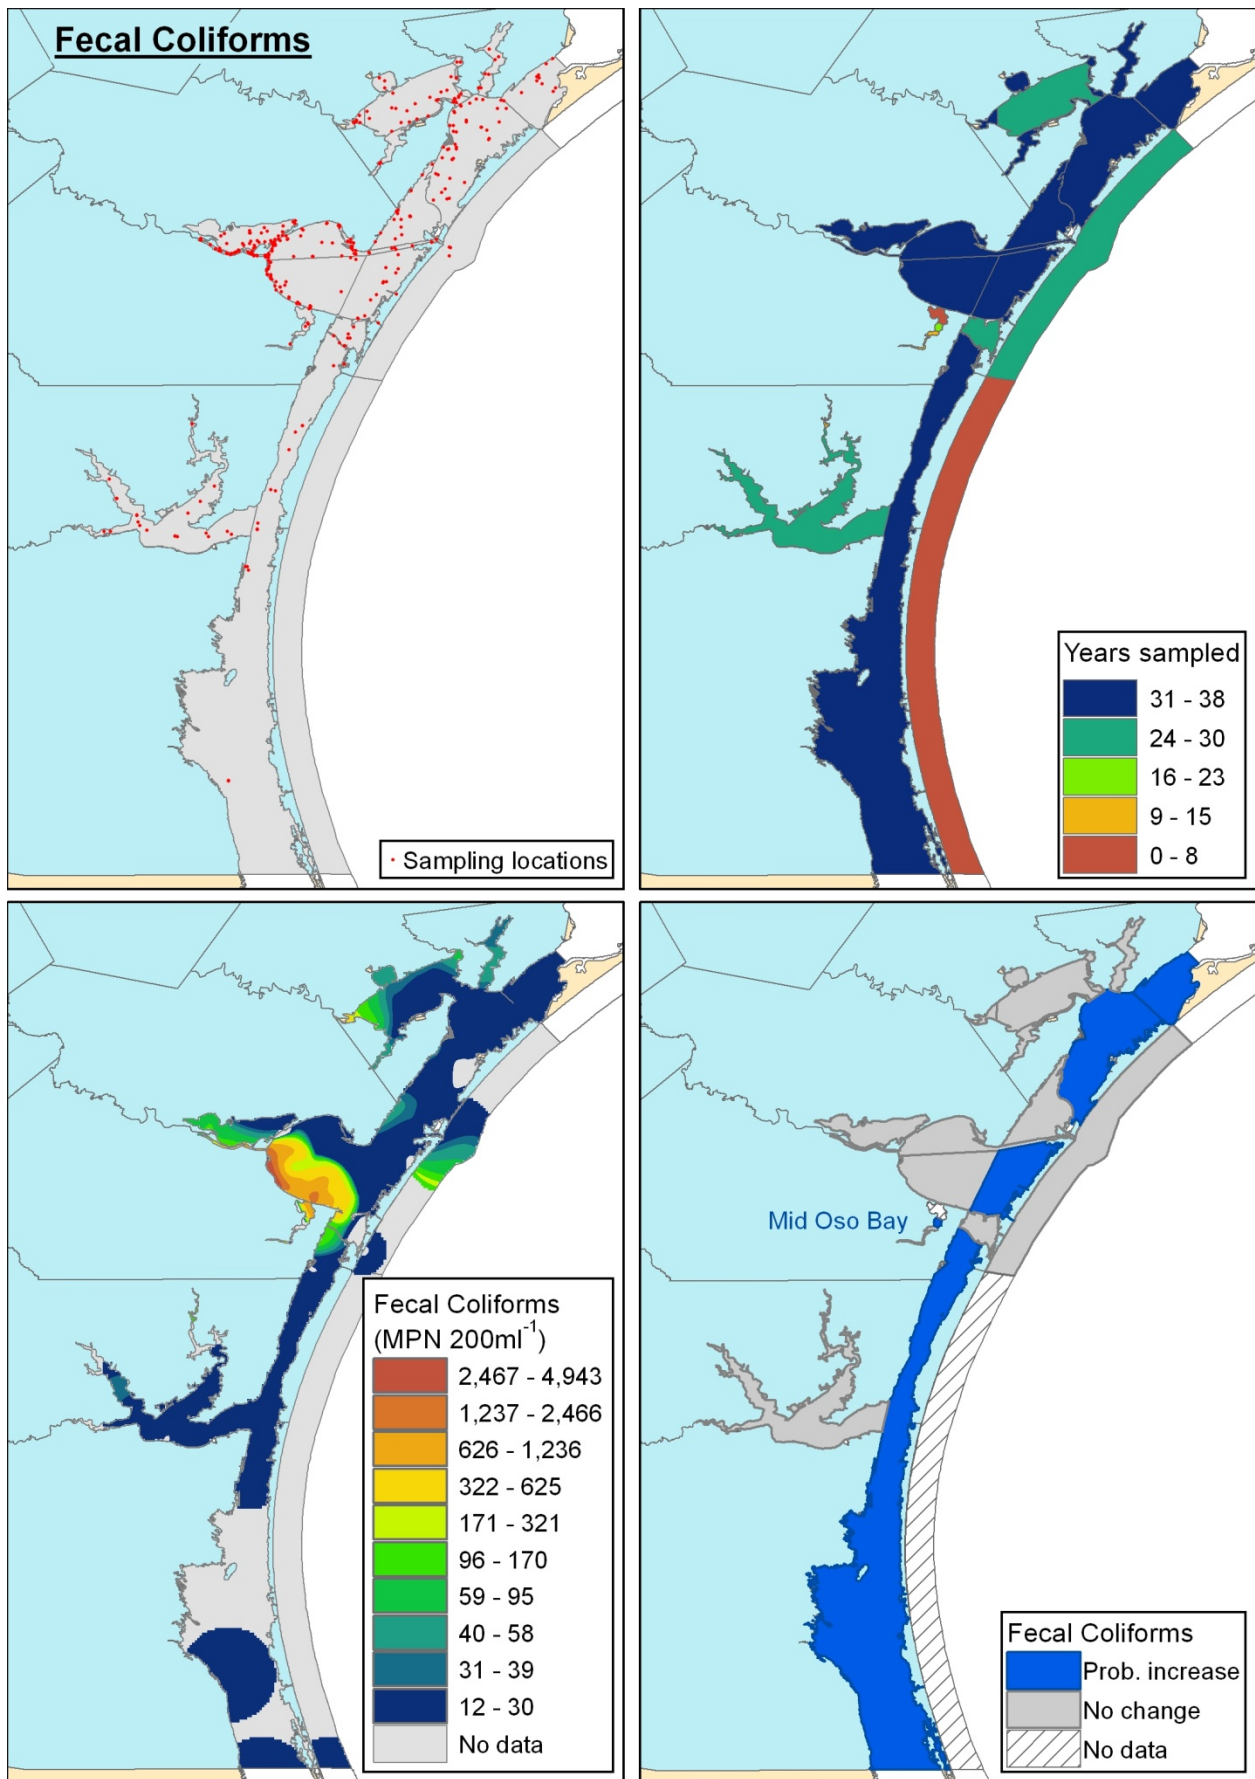 Fecal Coliforms
Sampling locations
Years sampled
31 - 38
24 - 30
16 - 23
9 - 15
0 - 8
Fecal Coliforms
(MPN 200ml⁻¹)
2,467 - 4,943
1,237 - 2,466
626 - 1,236
322 - 625
171 - 321
96 - 170
59 - 95
40 - 58
31 - 39
12 - 30
No data
Mid Oso Bay
Fecal Coliforms
Prob. increase
No change
No data